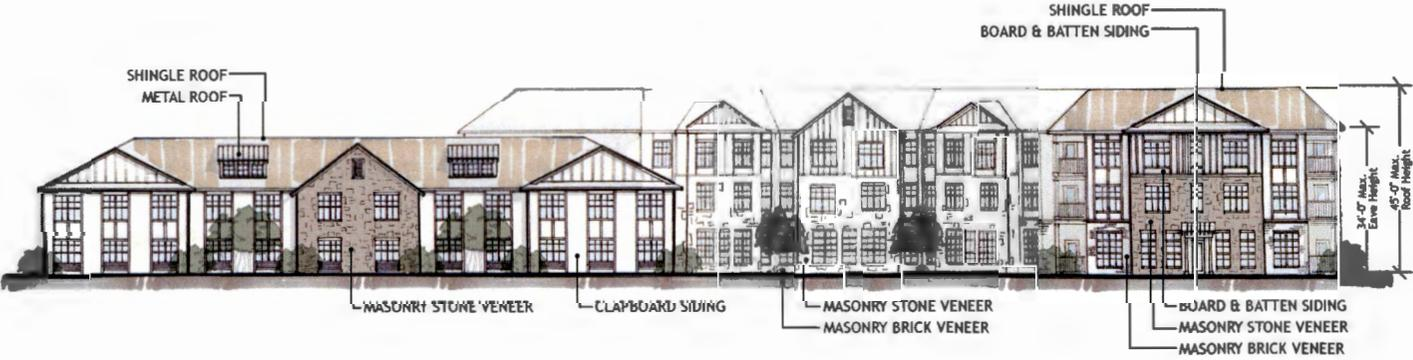 SHINGLE ROOF
BOARD & BATTEN SIDING
SHINGLE ROOF
METAL ROOF
34'-0" Max.
Eave Height
45'-0" Max.
Roof Height
MASONRY STONE VENEER
CLAPBOARD SIDING
MASONRY STONE VENEER
MASONRY BRICK VENEER
BOARD & BATTEN SIDING
MASONRY STONE VENEER
MASONRY BRICK VENEER